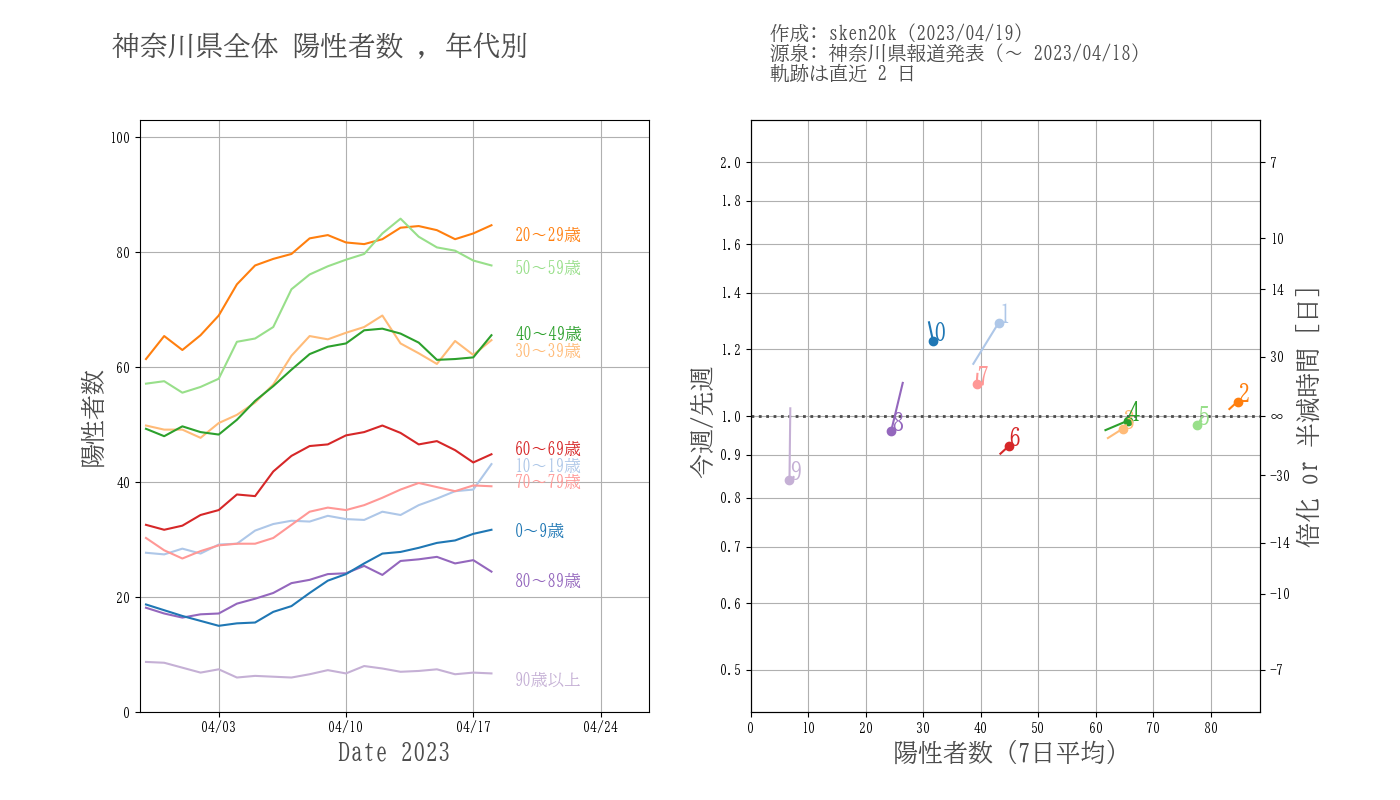 神奈川県全体 陽性者数 , 年代別
作成: sken20k (2023/04/19)
源泉: 神奈川県報道発表 (〜 2023/04/18)
軌跡は直近 2 日
陽性者数
100
80
60
40
20
0
04/03
04/10
04/17
04/24
Date 2023
20〜29歳
50〜59歳
40〜49歳
30〜39歳
60〜69歳
10〜19歳
70〜79歳
0〜9歳
80〜89歳
90歳以上
今週/先週
2.0
1.8
1.6
1.4
1.2
1.0
0.9
0.8
0.7
0.6
0.5
0
10
20
30
40
50
60
70
80
陽性者数 (7日平均)
0
1
7
2
3
4
5
6
8
9
7
10
14
30
∞
−30
−14
−10
−7
倍化 or 半減時間 [日]